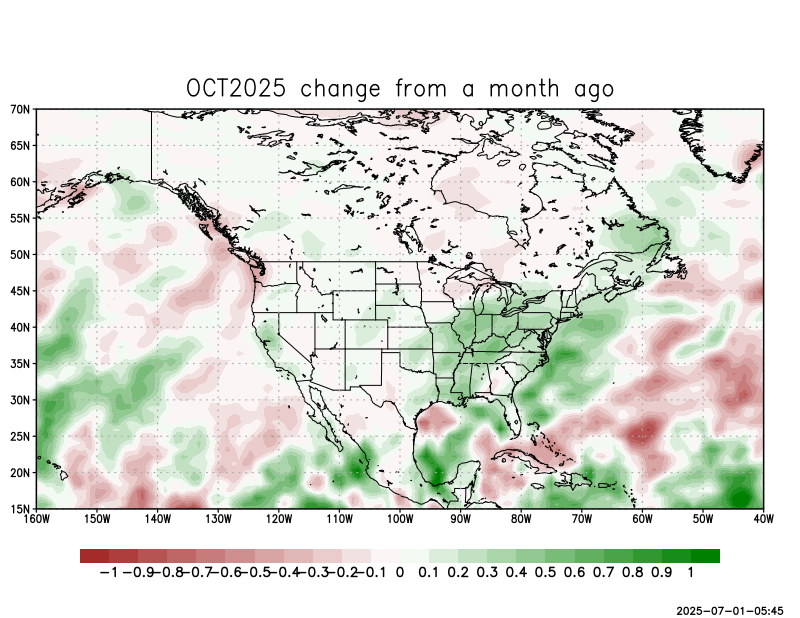 OCT2025 change from a month ago
70N
65N
60N
55N
50N
45N
40N
35N
30N
25N
20N
15N
160W 150W 140W 130W 120W 110W 100W 90W 80W 70W 60W 50W 40W
-1 -0.9 -0.8 -0.7 -0.6 -0.5 -0.4 -0.3 -0.2 -0.1 0 0.1 0.2 0.3 0.4 0.5 0.6 0.7 0.8 0.9 1
2025-07-01-05:45